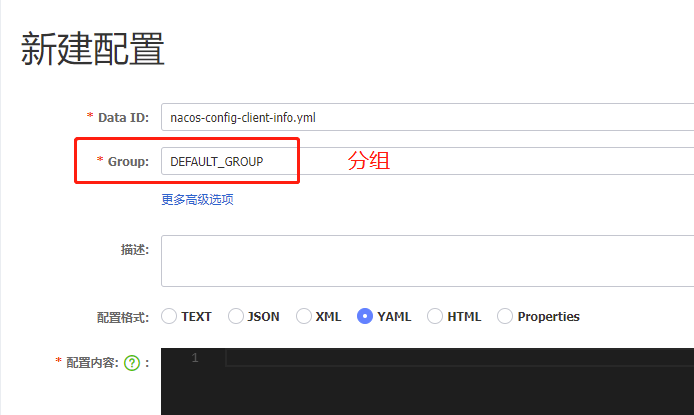 新建配置
* Data ID: nacos-config-client-info.yml
* Group: DEFAULT_GROUP 分组
更多高级选项
描述:
配置格式: TEXT JSON XML YAML HTML Properties
* 配置内容: ? :
1